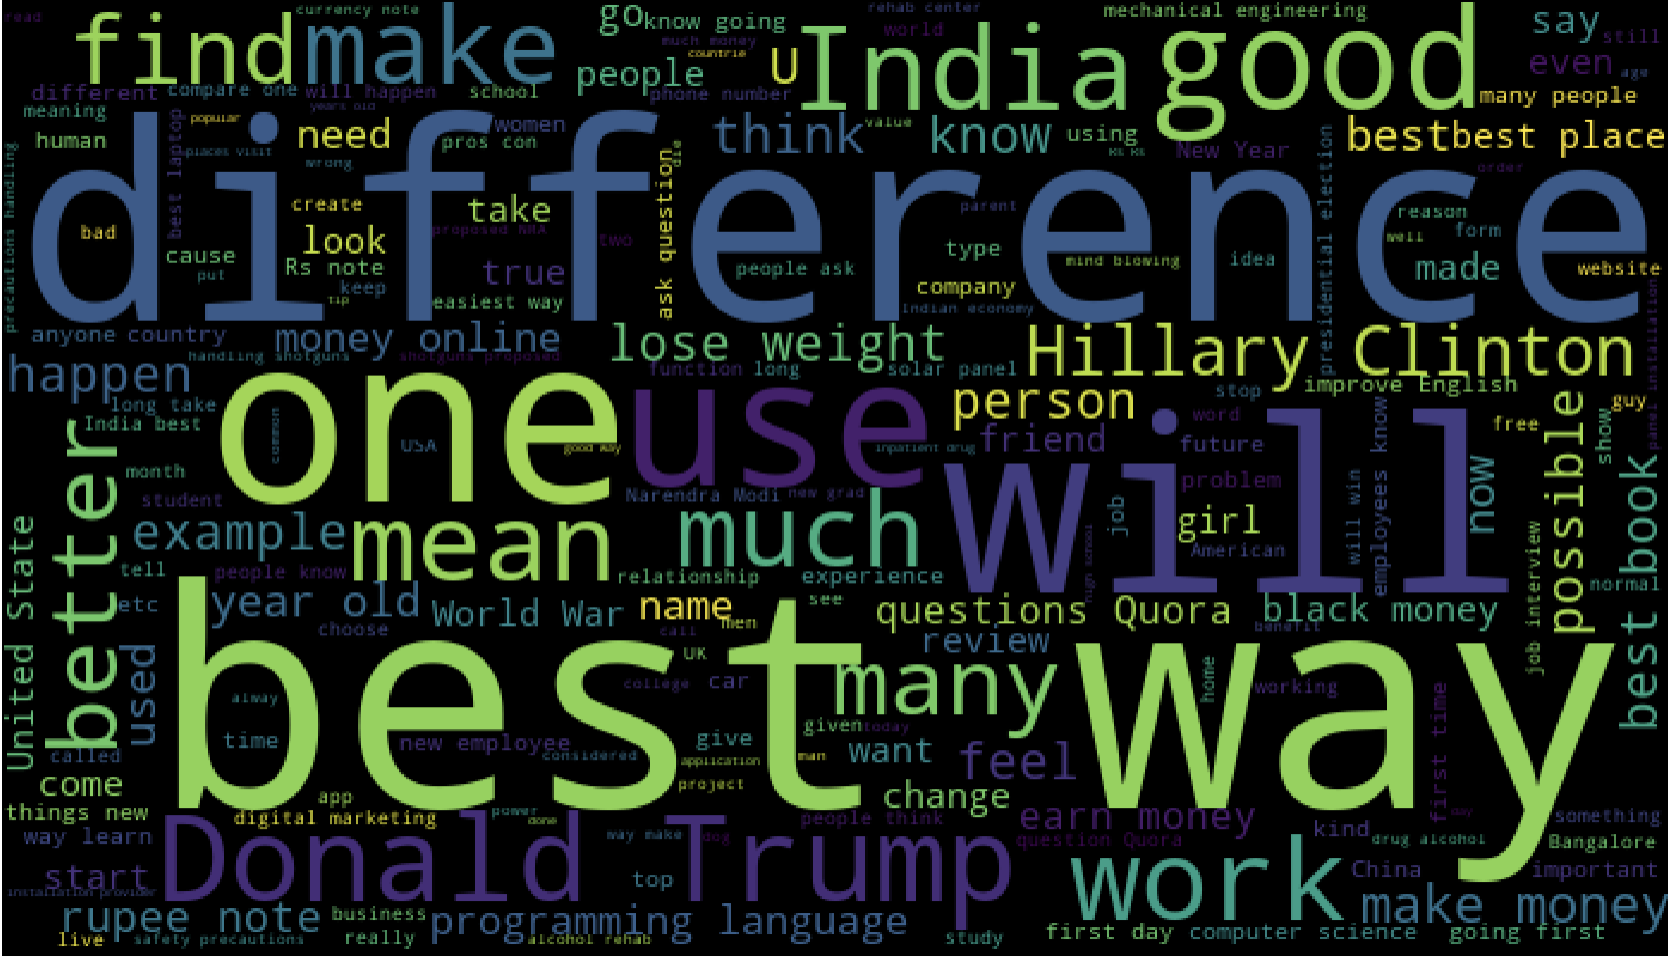 read
currency note
go
know going
rehab center
mechanical engineering
say
still
find
make
much money
countrie
world
U
India
good
even
age
people
different
compare one
will happen
school
phone number
many people
meaning
years old
popular
need
women
pros con
think
value
know
using
best
best place
human
places visit
wrong
Rs Rs
New Year
order
difference
best laptop
precautions handling
die
ask question
presidential election
create
take
parent
reason
bad
look
proposed NRA
two
type
well
form
cause
Rs note
true
people ask
mind blowing
idea
made
website
put
keep
tip
easiest way
company
Indian economy
panel installation
anyone
country
money online
lose weight
Hillary Clinton
handling shotguns
shotguns proposed
happen
function
long
solar panel
stop
improve English
long take
one
use
person
word
guy
India best
common
USA
good way
inpatient drug
friend
will
future
free
show
employees know
possible
better
month
student
Narendra Modi
new grad
problem
now
best book
example
mean
much
job
girl
will win
American
high school
job interview
United State
tell
people know
relationship
experience
normal
etc
year old
World War
name
men
see
questions Quora
black money
choose
call
review
benefit
used
best
UK
many
way
college
car
home
working
alway
given
today
first time
time
new employee
considered
give
want
feel
called
application
man
come
project
change
things new
app
digital marketing
power
done
people think
earn money
day
something
way learn
Donald Trump
way make
dog
question Quora
kind
drug alcohol
Bangalore
start
top
work
China
important
installation provider
rupee note
business
programming language
make money
live
safety precautions
really
alcohol rehab
study
first day
computer science
going first